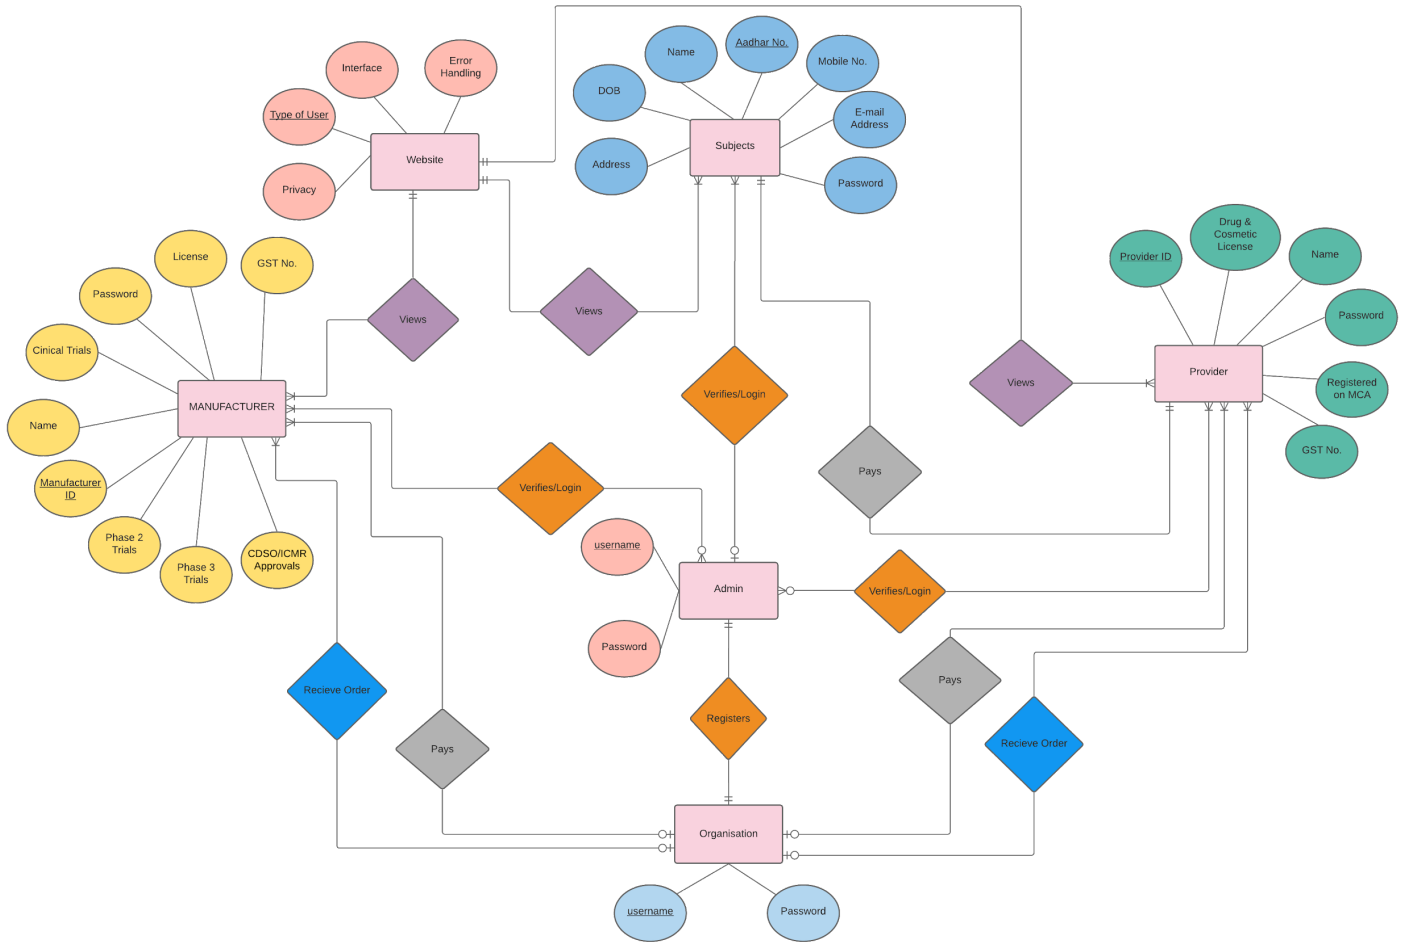 Interface
Error
Handling
Type of User
Website
Privacy
Name
Aadhar No.
Mobile No.
DOB
E-mail
Address
Subjects
Address
Password
License
GST No.
Password
Cinical Trials
MANUFACTURER
Name
Manufacturer
ID
Phase 2
Trials
Phase 3
Trials
CDSO/ICMR
Approvals
Views
Views
Views
Provider ID
Drug &
Cosmetic
License
Name
Password
Provider
Registered
on MCA
GST No.
Verifies/Login
Pays
Verifies/Login
username
Admin
Password
Verifies/Login
Recieve Order
Pays
Registers
Pays
Recieve Order
Organisation
username
Password